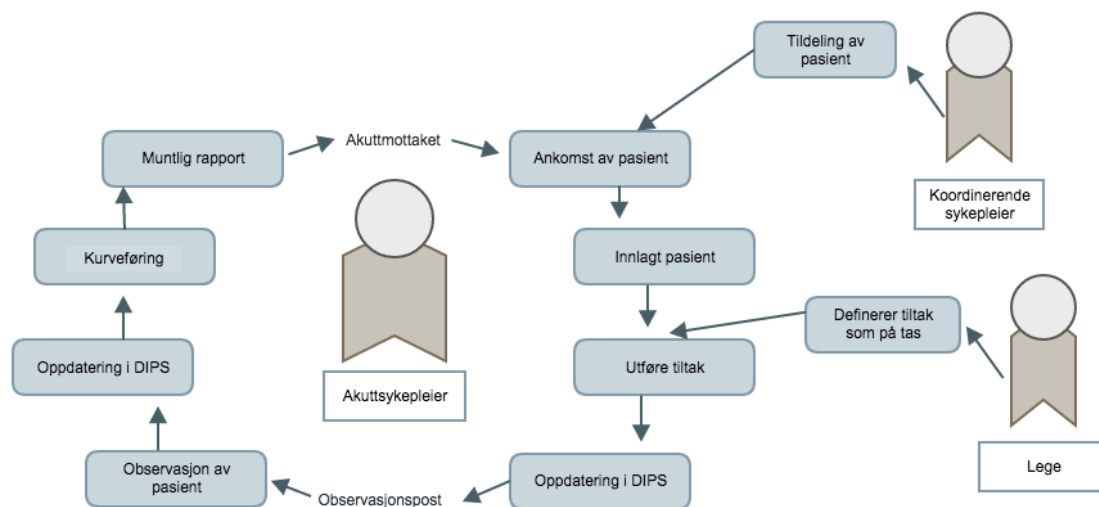 Tildeling av
pasient
Koordinerende
sykepleier
Muntlig rapport
Akuttmottaket
Ankomst av pasient
Kurveføring
Innlagt pasient
Definerer tiltak
som på tas
Oppdatering i DIPS
Utføre tiltak
Akuttsykepleier
Lege
Observasjon av
pasient
Observasjonspost
Oppdatering i DIPS